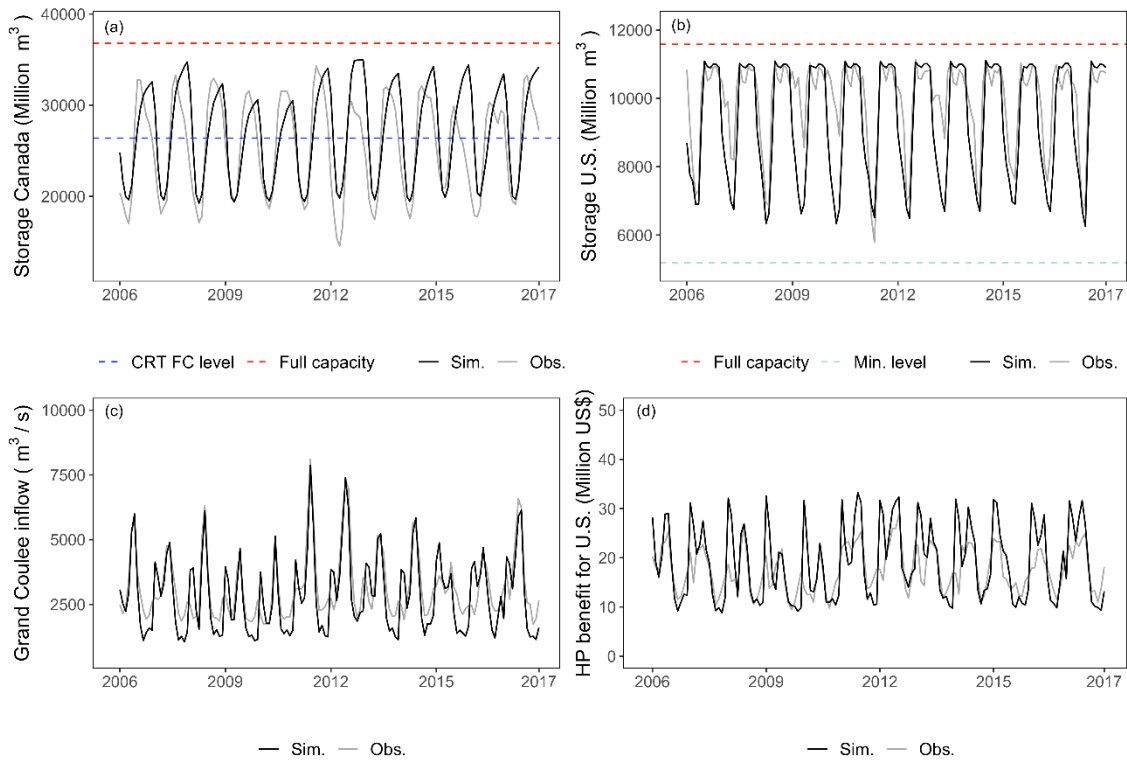 (a)
Storage Canada (Million m³)
40000
30000
20000
2006 2009 2012 2015 2017
CRT FC level Full capacity Sim. Obs.
(b)
Storage U.S. (Million m³)
12000
10000
8000
6000
2006 2009 2012 2015 2017
Full capacity Min. level Sim. Obs.
(c)
Grand Coulee inflow ( m³ / s)
10000
7500
5000
2500
2006 2009 2012 2015 2017
Sim. Obs.
(d)
HP benefit for U.S. (Million US$)
50
40
30
20
10
0
2006 2009 2012 2015 2017
Sim. Obs.